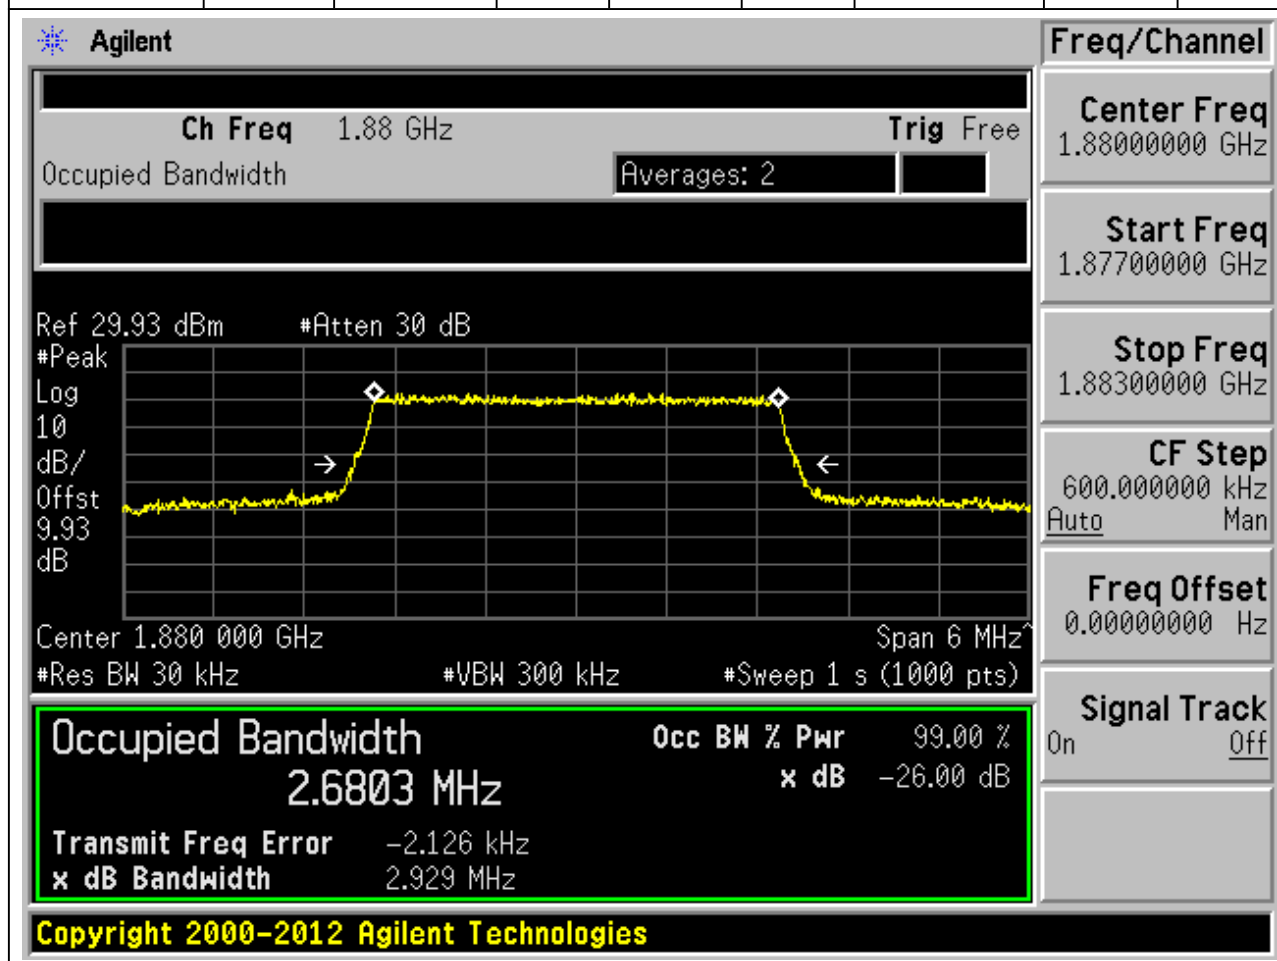 Agilent
Freq/Channel
Ch Freq 1.88 GHz Trig Free
Occupied Bandwidth Averages: 2
Center Freq
1.88000000 GHz
Start Freq
1.87700000 GHz
Stop Freq
1.88300000 GHz
CF Step
600.000000 kHz
Auto Man
Freq Offset
0.00000000 Hz
Signal Track
On Off
Ref 29.93 dBm #Atten 30 dB
#Peak
Log
10
dB/
Offst
9.93
dB
Center 1.880 000 GHz Span 6 MHz^
#Res BW 30 kHz #VBW 300 kHz #Sweep 1 s (1000 pts)
Occupied Bandwidth Occ BW % Pwr 99.00 %
2.6803 MHz x dB -26.00 dB
Transmit Freq Error -2.126 kHz
x dB Bandwidth 2.929 MHz
Copyright 2000-2012 Agilent Technologies